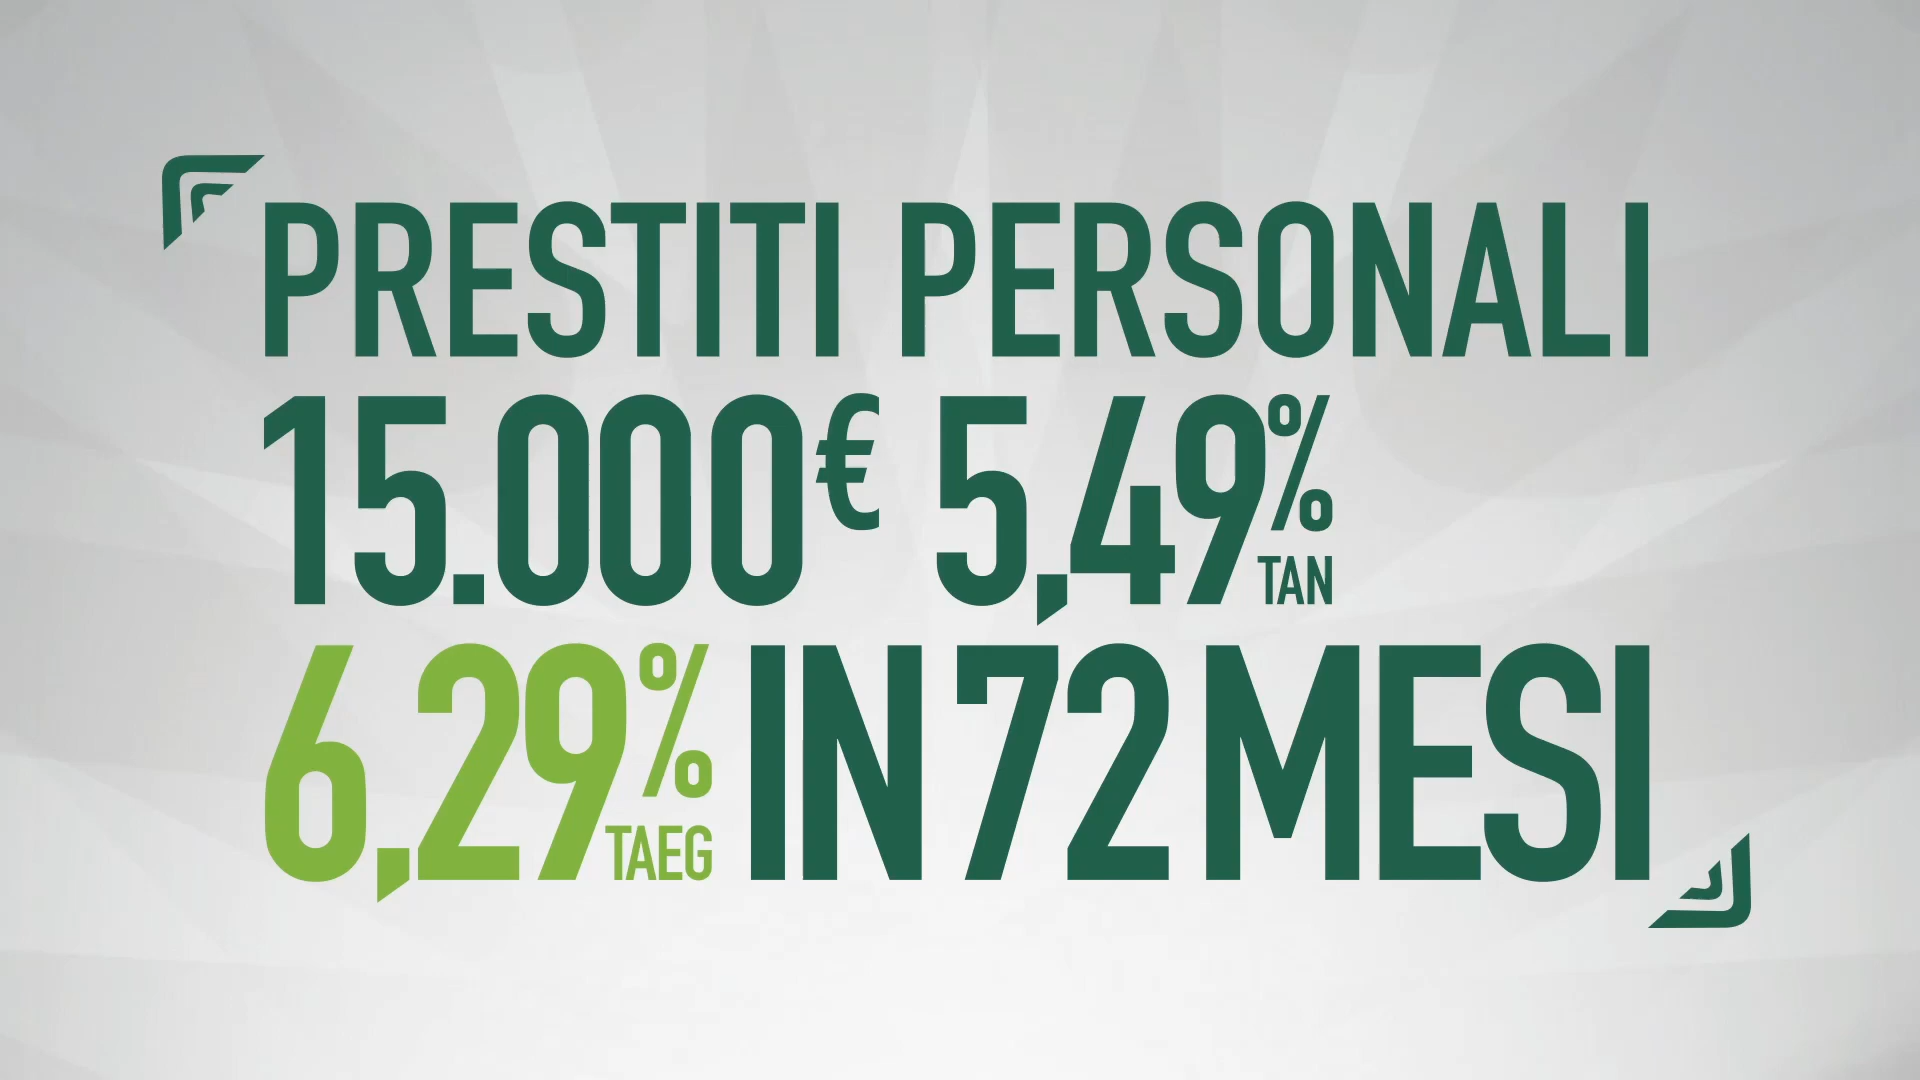 PRESTITI PERSONALI
15.000€ 5,49% TAN
6,29% TAEG IN 72 MESI